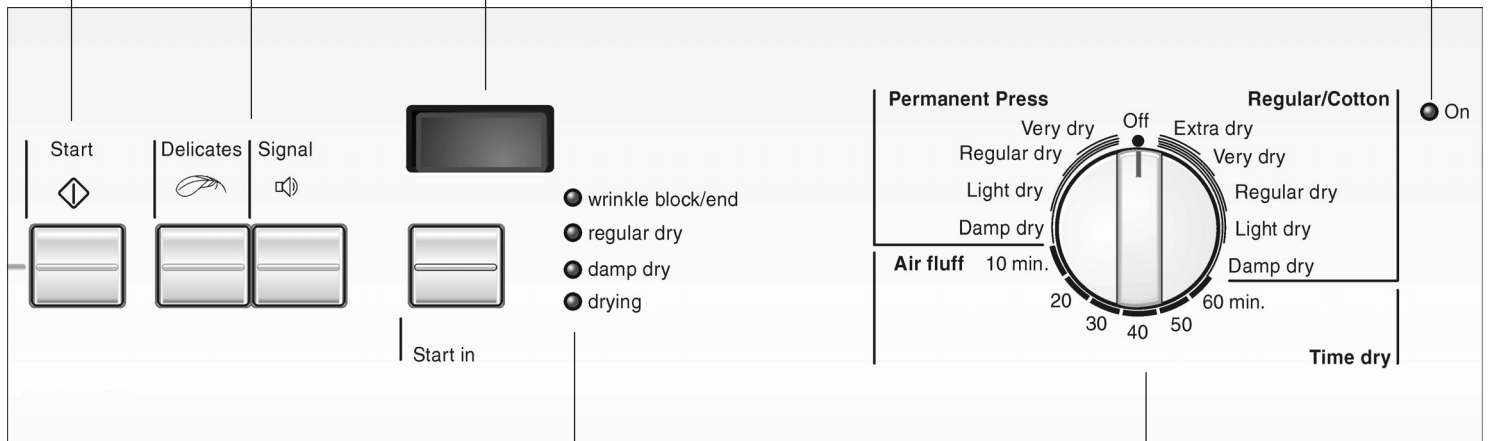 Start
Delicates
Signal
Start in
wrinkle block/end
regular dry
damp dry
drying
Permanent Press
Regular/Cotton
Off
Very dry
Regular dry
Light dry
Damp dry
Extra dry
Very dry
Regular dry
Light dry
Damp dry
Air fluff 10 min.
20
30
40
50
60 min.
Time dry
On